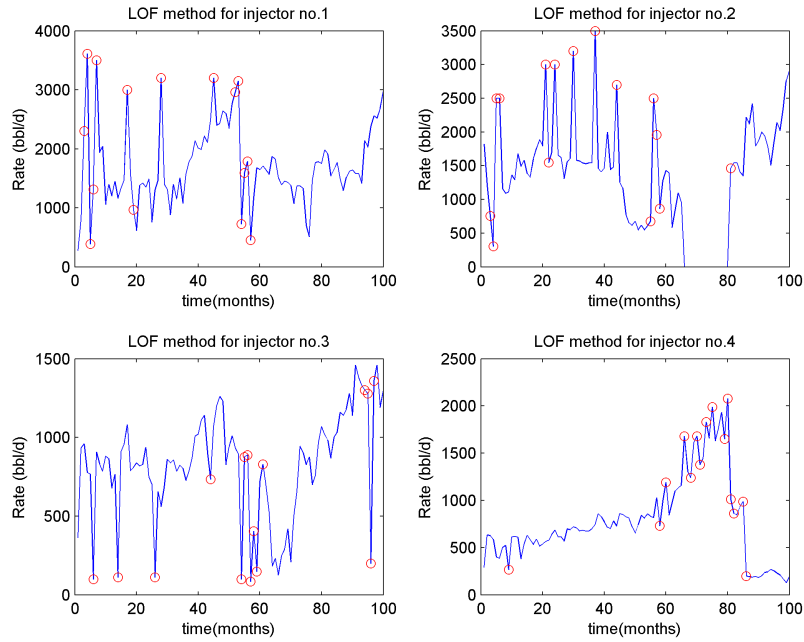 LOF method for injector no.1
Rate (bbl/d)
4000
3000
2000
1000
0
0 20 40 60 80 100
time(months)
LOF method for injector no.2
Rate (bbl/d)
3500
3000
2500
2000
1500
1000
500
0
0 20 40 60 80 100
time(months)
LOF method for injector no.3
Rate (bbl/d)
1500
1000
500
0
0 20 40 60 80 100
time(months)
LOF method for injector no.4
Rate (bbl/d)
2500
2000
1500
1000
500
0
0 20 40 60 80 100
time(months)